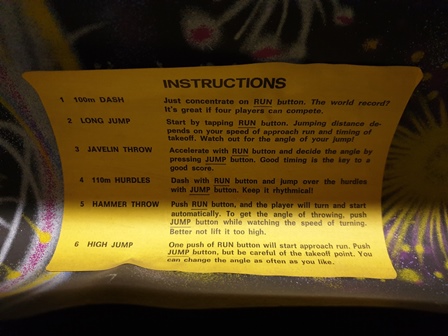 INSTRUCTIONS
1 100m DASH Just concentrate on RUN button. The world record?
It's great if four players can compete.
2 LONG JUMP Start by tapping RUN button. Jumping distance de-
pends on your speed of approach run and timing of
takeoff. Watch out for the angle of your jump!
3 JAVELIN THROW Accelerate with RUN button and decide the angle by
pressing JUMP button. Good timing is the key to a
good score.
4 110m HURDLES Dash with RUN button and jump over the hurdles
with JUMP button. Keep it rhythmical!
5 HAMMER THROW Push RUN button, and the player will turn and start
automatically. To get the angle of throwing, push
JUMP button while watching the speed of turning.
Better not lift it too high.
6 HIGH JUMP One push of RUN button will start approach run. Push
JUMP button, but be careful of the takeoff point. You
can change the angle as often as you like.